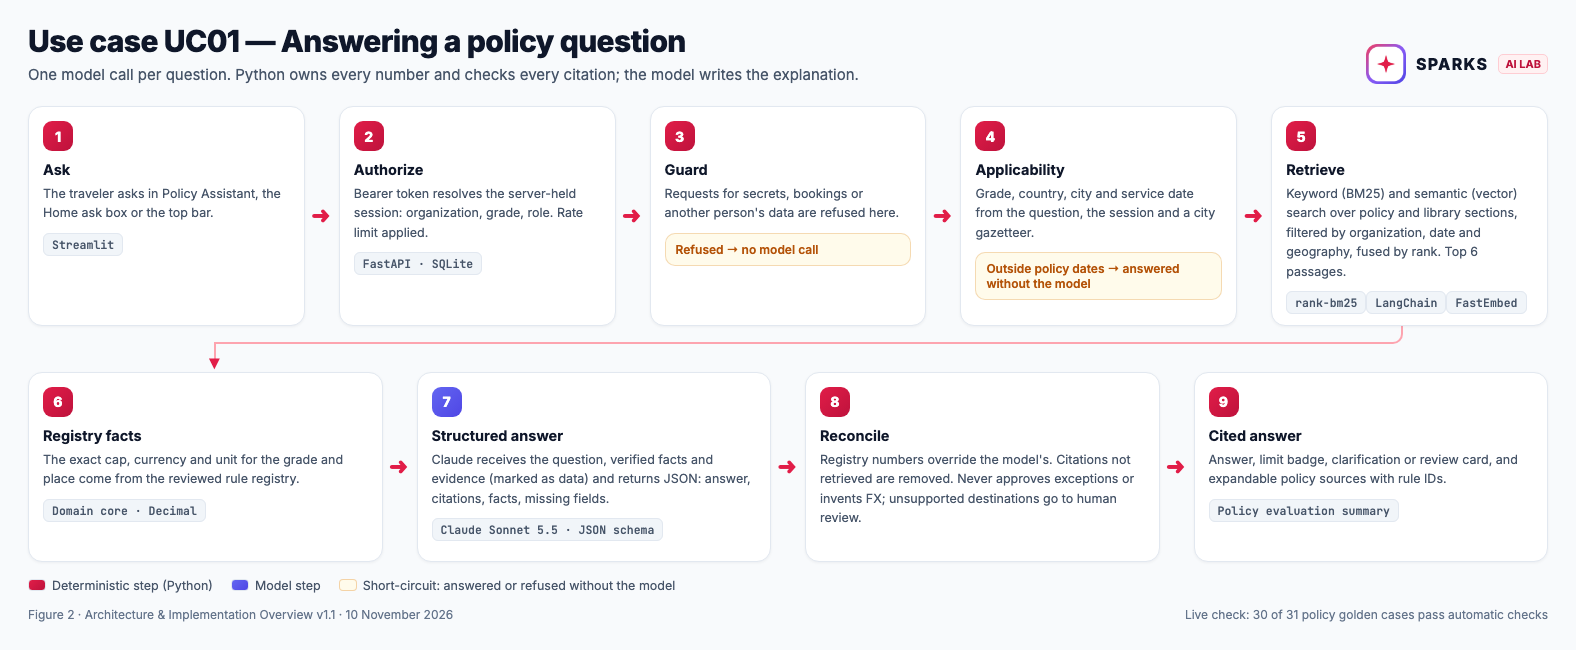 Use case UC01 — Answering a policy question
One model call per question. Python owns every number and checks every citation; the model writes the explanation.
SPARKS
AI LAB
1
Ask
The traveler asks in Policy Assistant, the
Home ask box or the top bar.
Streamlit
2
Authorize
Bearer token resolves the server-held
session: organization, grade, role. Rate
limit applied.
FastAPI · SQLite
3
Guard
Requests for secrets, bookings or
another person's data are refused here.
Refused → no model call
4
Applicability
Grade, country, city and service date
from the question, the session and a city
gazetteer.
Outside policy dates → answered
without the model
5
Retrieve
Keyword (BM25) and semantic (vector)
search over policy and library sections,
filtered by organization, date and
geography, fused by rank. Top 6
passages.
rank-bm25 LangChain FastEmbed
6
Registry facts
The exact cap, currency and unit for the grade and
place come from the reviewed rule registry.
Domain core · Decimal
7
Structured answer
Claude receives the question, verified facts and
evidence (marked as data) and returns JSON: answer,
citations, facts, missing fields.
Claude Sonnet 5.5 · JSON schema
8
Reconcile
Registry numbers override the model's. Citations not
retrieved are removed. Never approves exceptions or
invents FX; unsupported destinations go to human
review.
9
Cited answer
Answer, limit badge, clarification or review card, and
expandable policy sources with rule IDs.
Policy evaluation summary
Deterministic step (Python)
Model step
Short-circuit: answered or refused without the model
Figure 2 · Architecture & Implementation Overview v1.1 · 10 November 2026
Live check: 30 of 31 policy golden cases pass automatic checks